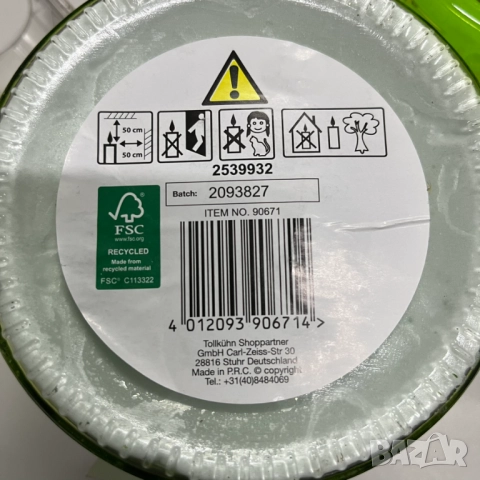 50 cm
50 cm
2539932
Batch: 2093827
ITEM NO. 90671
FSC
www.fsc.org
RECYCLED
Made from
recycled material
FSC® C113322
4 012093 906714 >
Tollkühn Shoppartner
GmbH Carl-Zeiss-Str 30
28816 Stuhr Deutschland
Made in P.R.C. © copyright
Tel.: +31(40)8484069
BAZAR